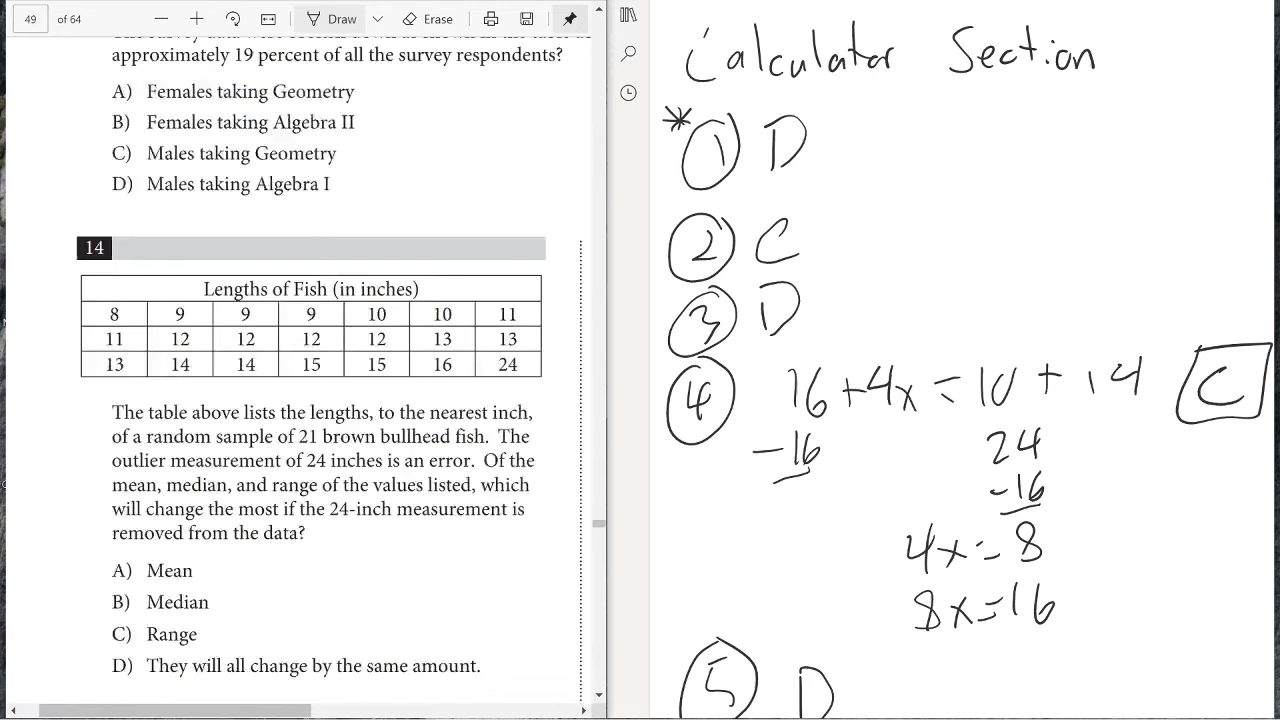 49 of 64
Draw
Erase
approximately 19 percent of all the survey respondents?
A) Females taking Geometry
B) Females taking Algebra II
C) Males taking Geometry
D) Males taking Algebra I
14
Lengths of Fish (in inches)
8 9 9 9 10 10 11
11 12 12 12 12 13 13
13 14 14 15 15 16 24
The table above lists the lengths, to the nearest inch,
of a random sample of 21 brown bullhead fish. The
outlier measurement of 24 inches is an error. Of the
mean, median, and range of the values listed, which
will change the most if the 24-inch measurement is
removed from the data?
A) Mean
B) Median
C) Range
D) They will all change by the same amount.
Calculator Section
* 1 D
2 C
3 D
4 16 + 4x = 10 + 14 C
-16 24
-16
4x = 8
8x = 16
5 D